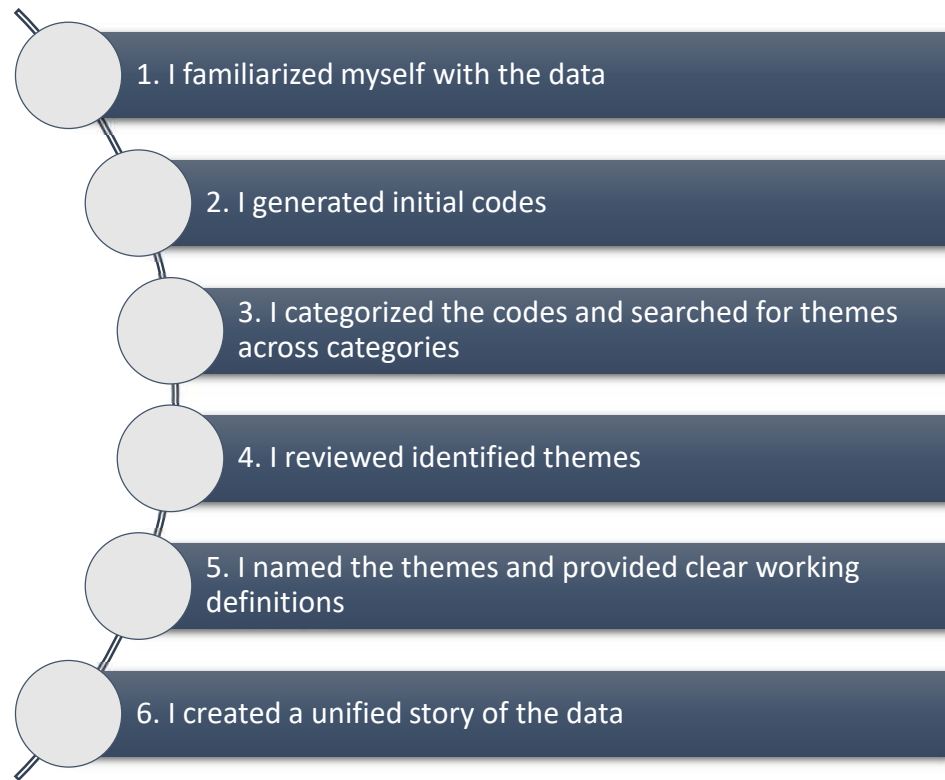 1. I familiarized myself with the data
2. I generated initial codes
3. I categorized the codes and searched for themes
across categories
4. I reviewed identified themes
5. I named the themes and provided clear working
definitions
6. I created a unified story of the data